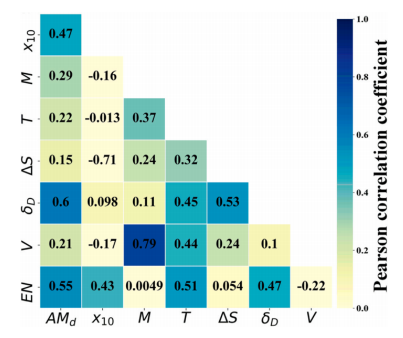 x10 0.47
M 0.29 -0.16
T 0.22 -0.013 0.37
ΔS 0.15 -0.71 0.24 0.32
δD 0.6 0.098 0.11 0.45 0.53
V 0.21 -0.17 0.79 0.44 0.24 0.1
EN 0.55 0.43 0.0049 0.51 0.054 0.47 -0.22
AMd x10 M T ΔS δD V
1.0
0.8
0.6
0.4
0.2
0.0
Pearson correlation coefficient